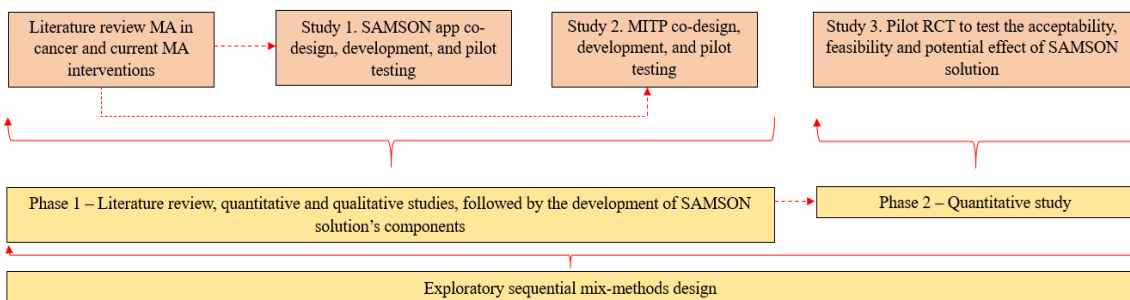 Literature review MA in
cancer and current MA
interventions
Study 1. SAMSON app co-
design, development, and pilot
testing
Study 2. MITP co-design,
development, and pilot
testing
Study 3. Pilot RCT to test the acceptability,
feasibility and potential effect of SAMSON
solution
Phase 1 – Literature review, quantitative and qualitative studies, followed by the development of SAMSON
solution's components
Phase 2 – Quantitative study
Exploratory sequential mix-methods design